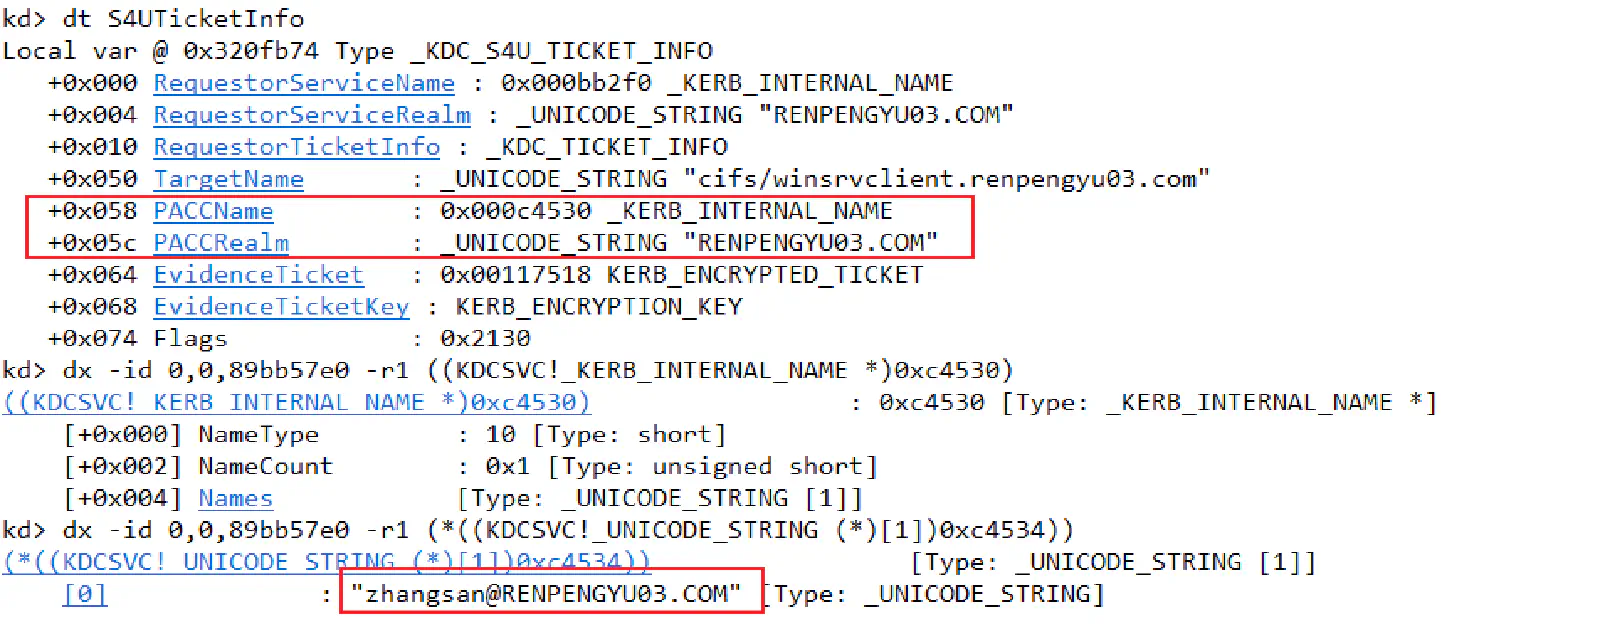 kd> dt S4UTicketInfo
Local var @ 0x320fb74 Type _KDC_S4U_TICKET_INFO
   +0x000 RequestorServiceName : 0x000bb2f0 _KERB_INTERNAL_NAME
   +0x004 RequestorServiceRealm : _UNICODE_STRING "RENPENGYU03.COM"
   +0x010 RequestorTicketInfo : _KDC_TICKET_INFO
   +0x050 TargetName       : _UNICODE_STRING "cifs/winsrvclient.renpengyu03.com"
   +0x058 PACCName         : 0x000c4530 _KERB_INTERNAL_NAME
   +0x05c PACCRealm        : _UNICODE_STRING "RENPENGYU03.COM"
   +0x064 EvidenceTicket   : 0x00117518 KERB_ENCRYPTED_TICKET
   +0x068 EvidenceTicketKey : KERB_ENCRYPTION_KEY
   +0x074 Flags            : 0x2130
kd> dx -id 0,0,89bb57e0 -r1 ((KDCSVC!_KERB_INTERNAL_NAME *)0xc4530)
((KDCSVC!_KERB_INTERNAL_NAME *)0xc4530)                 : 0xc4530 [Type: _KERB_INTERNAL_NAME *]
    [+0x000] NameType         : 10 [Type: short]
    [+0x002] NameCount        : 0x1 [Type: unsigned short]
    [+0x004] Names            [Type: _UNICODE_STRING [1]]
kd> dx -id 0,0,89bb57e0 -r1 (*((KDCSVC!_UNICODE_STRING (*)[1])0xc4534))
(*((KDCSVC!_UNICODE_STRING (*)[1])0xc4534))                 [Type: _UNICODE_STRING [1]]
    [0]              : "zhangsan@RENPENGYU03.COM" [Type: _UNICODE_STRING]